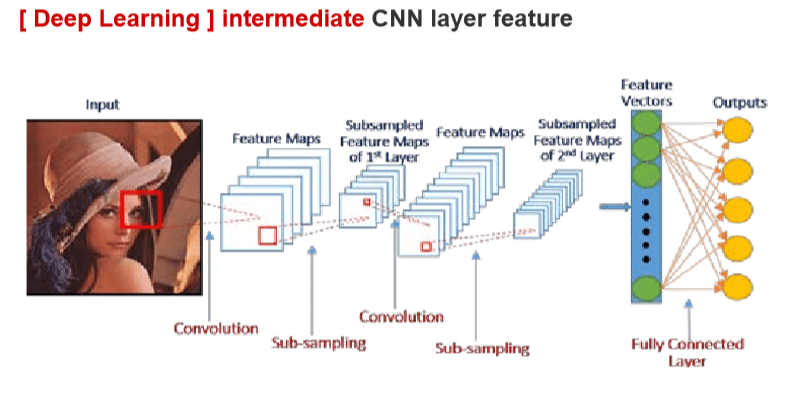 [ Deep Learning ] intermediate CNN layer feature
Input
Feature Maps
Subsampled
Feature Maps
of 1st Layer
Feature Maps
Subsampled
Feature Maps
of 2nd Layer
Feature
Vectors
Outputs
Convolution
Sub-sampling
Convolution
Sub-sampling
Fully Connected
Layer